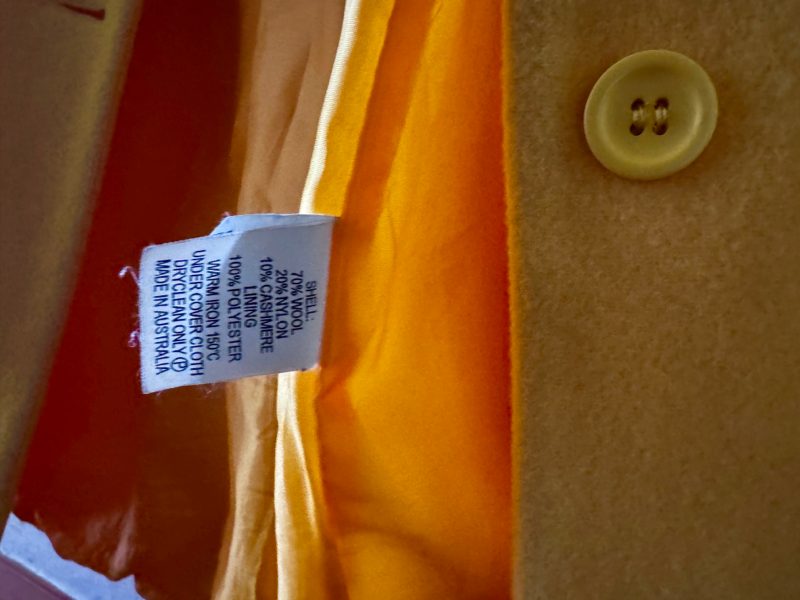 SHELL:
70% WOOL
20% NYLON
10% CASHMERE
LINING
100% POLYESTER
WARM IRON 150°C
UNDER COVER CLOTH
DRYCLEAN ONLY Ⓟ
MADE IN AUSTRALIA